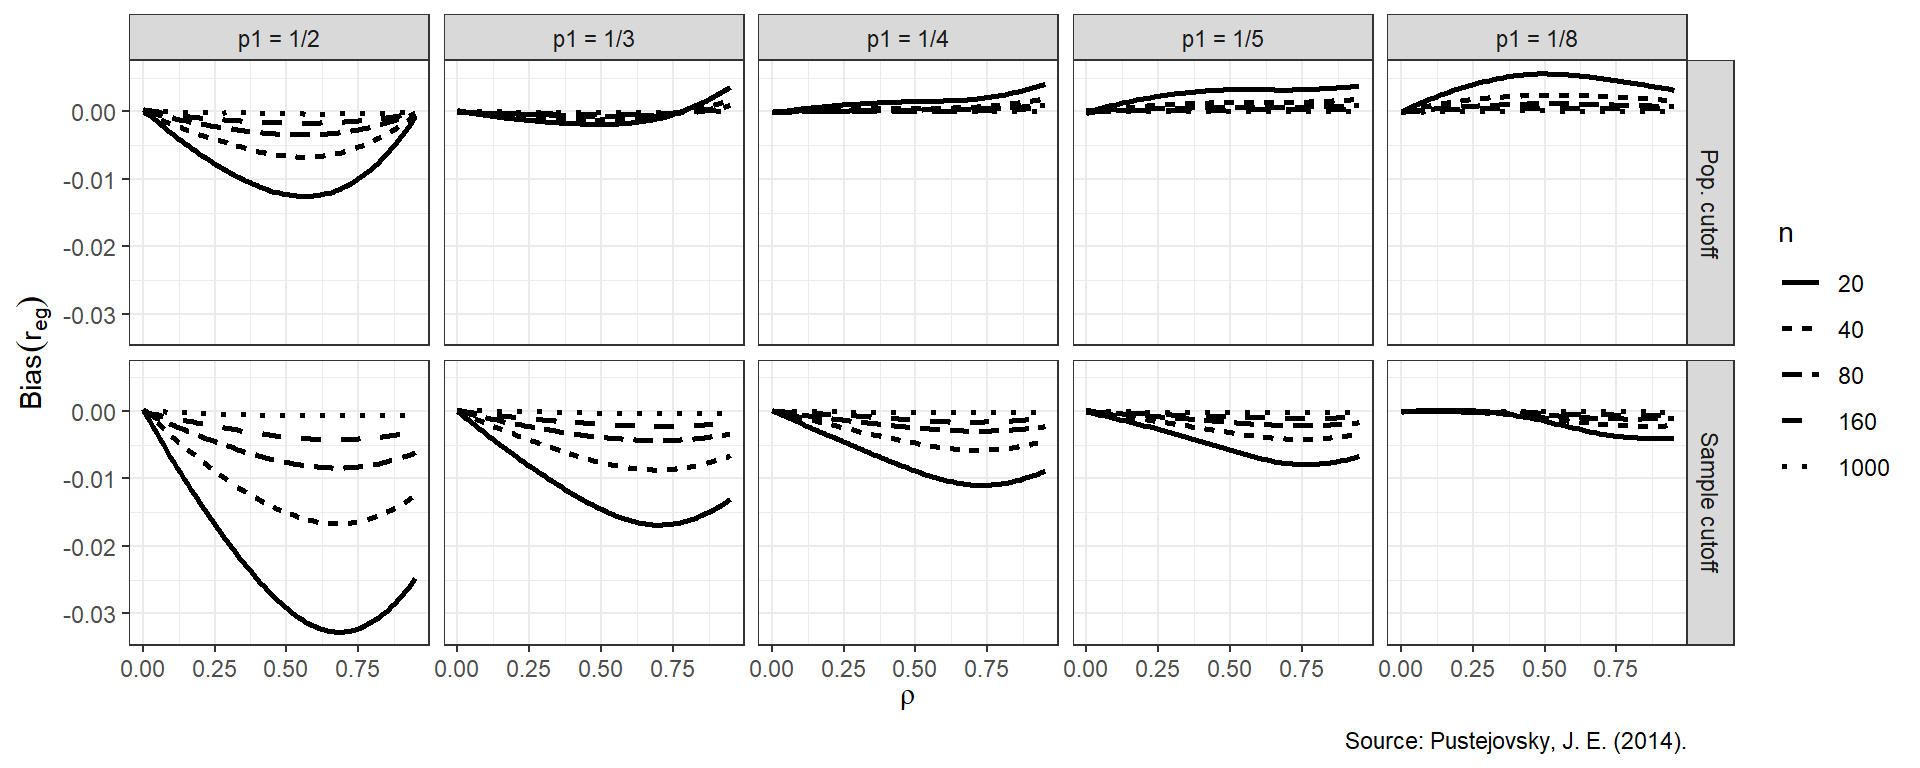 p1 = 1/2 p1 = 1/3 p1 = 1/4 p1 = 1/5 p1 = 1/8
0.00
-0.01
-0.02
-0.03
Pop. cutoff
0.00
-0.01
-0.02
-0.03
Sample cutoff
Bias(r_eg)
0.00 0.25 0.50 0.75 0.00 0.25 0.50 0.75 0.00 0.25 0.50 0.75 0.00 0.25 0.50 0.75 0.00 0.25 0.50 0.75
ρ
n
20
40
80
160
1000
Source: Pustejovsky, J. E. (2014).